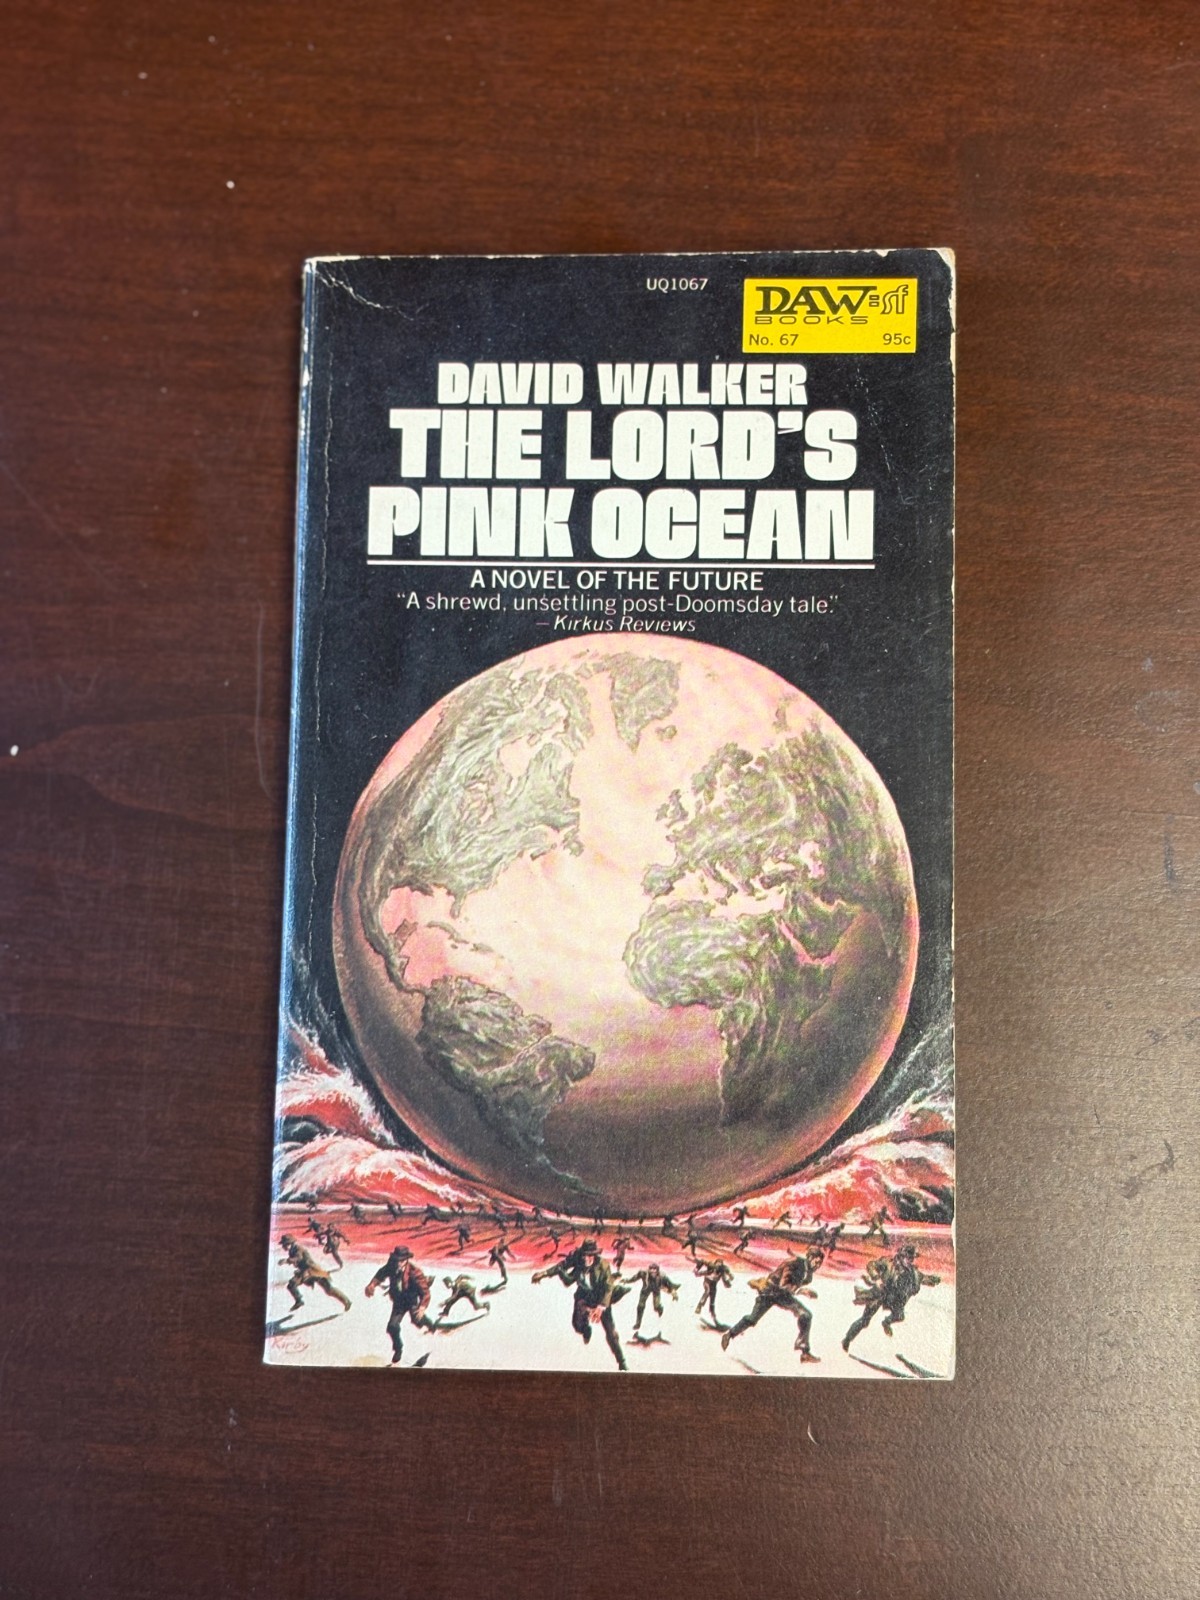 UQ1067
DAW=sf
BOOKS
No. 67 95c
DAVID WALKER
THE LORD'S
PINK OCEAN
A NOVEL OF THE FUTURE
“A shrewd, unsettling post-Doomsday tale.”
— Kirkus Reviews
Kirby